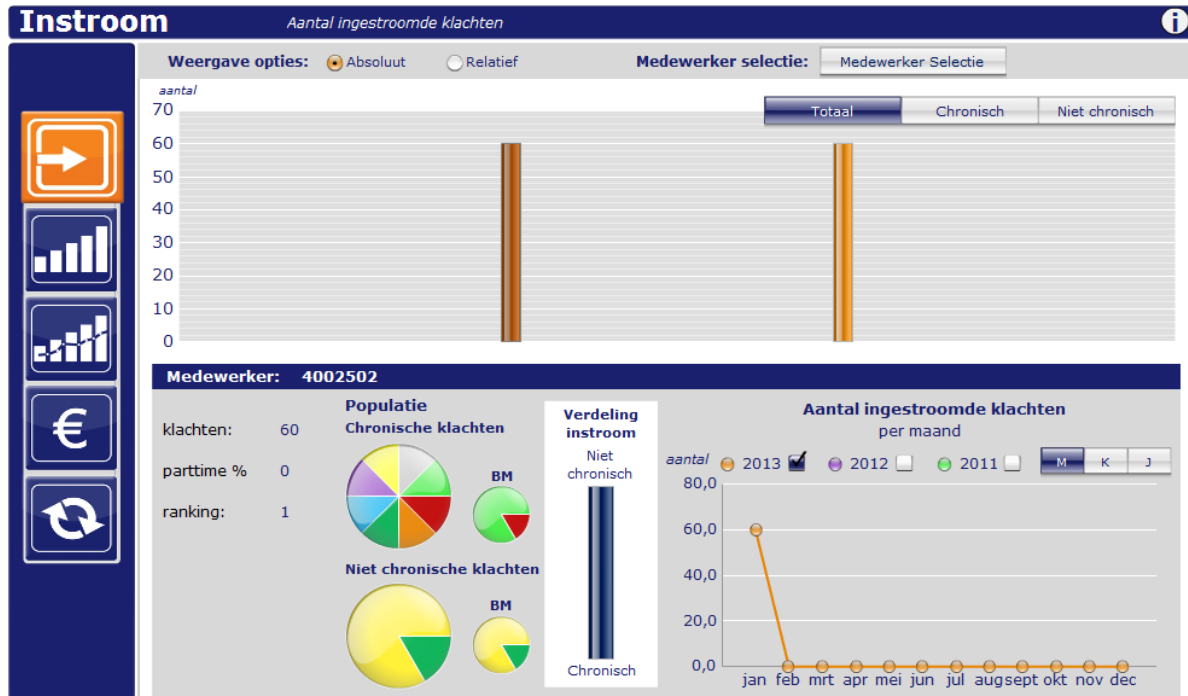 Instroom
Aantal ingestroomde klachten
i
Weergave opties: Absoluut Relatief Medewerker selectie: Medewerker Selectie
aantal
Totaal Chronisch Niet chronisch
70
60
50
40
30
20
10
0
€
Medewerker: 4002502
klachten: 60
parttime % 0
ranking: 1
Populatie
Chronische klachten
BM
Niet chronische klachten
BM
Verdeling
instroom
Niet
chronisch
Chronisch
Aantal ingestroomde klachten
per maand
aantal 2013 2012 2011 M K J
80,0
60,0
40,0
20,0
0,0
jan feb mrt apr mei jun jul aug sept okt nov dec